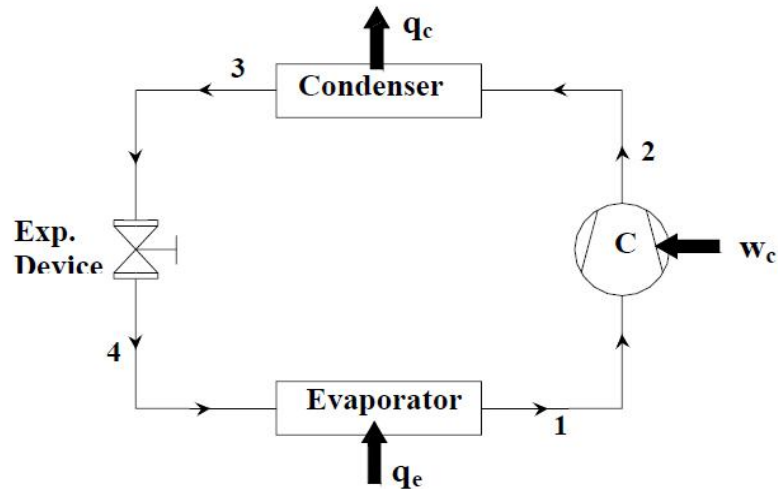 q_c
3
Condenser
2
Exp.
Device
C
w_c
4
Evaporator
1
q_e